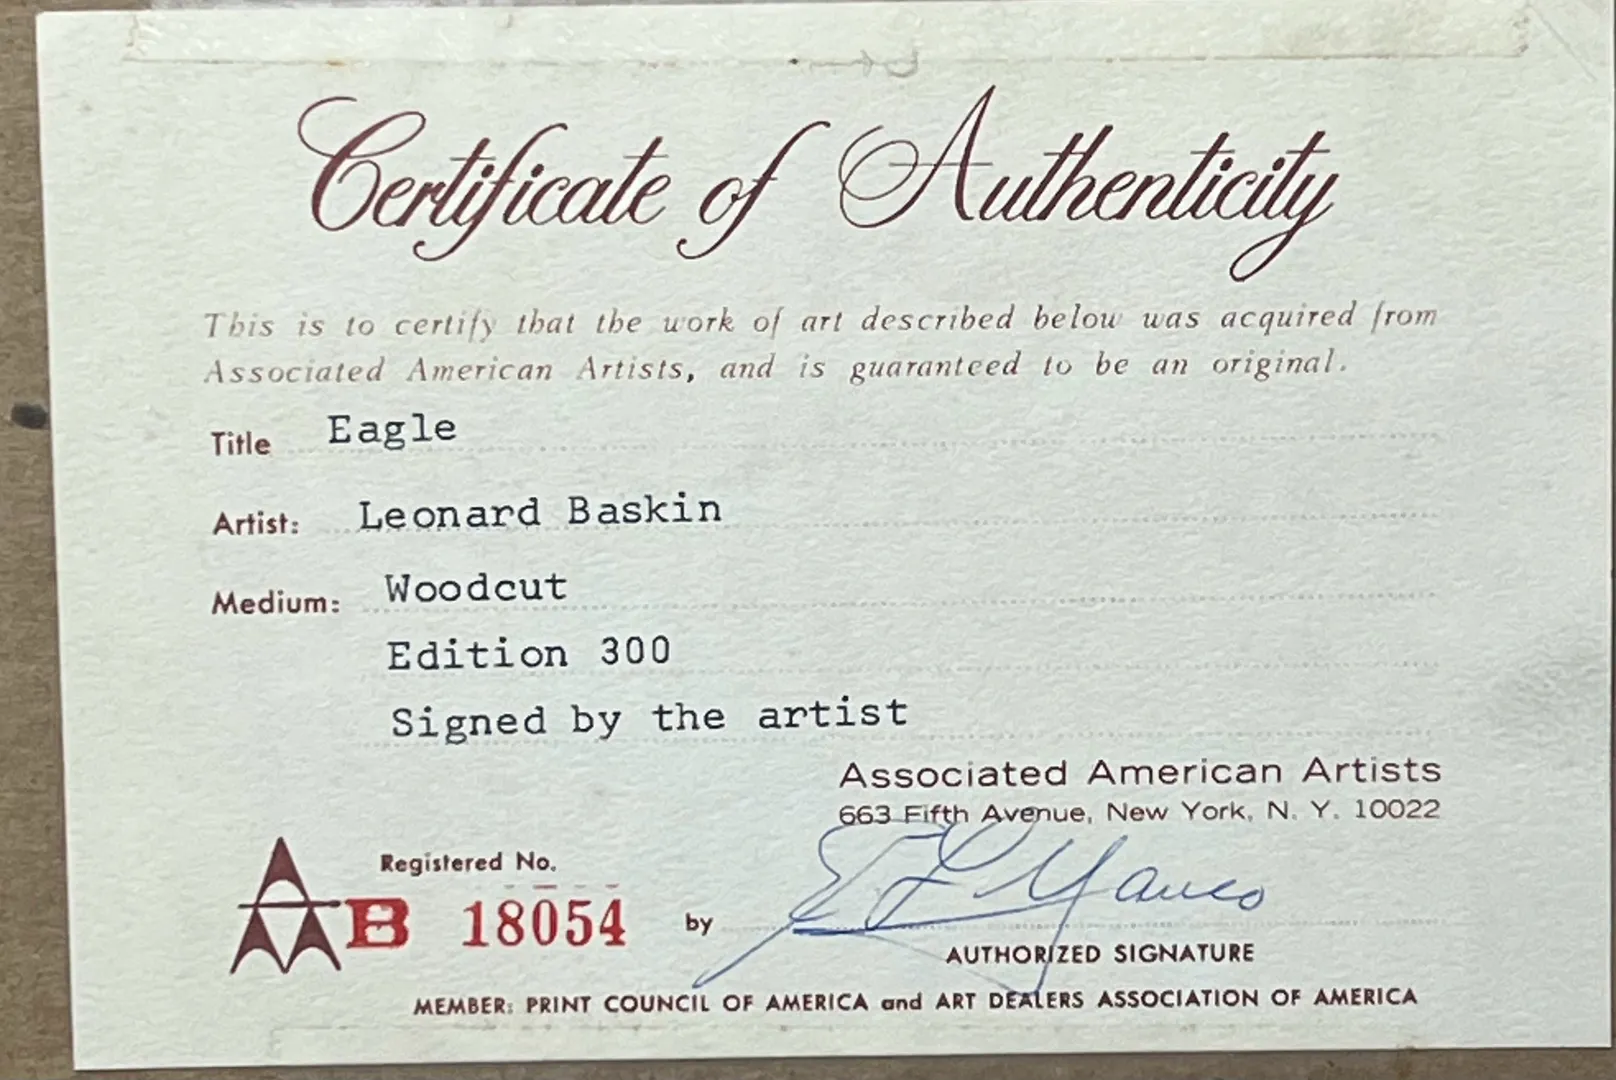 Certificate of Authenticity
This is to certify that the work of art described below was acquired from
Associated American Artists, and is guaranteed to be an original.
Title Eagle
Artist: Leonard Baskin
Medium: Woodcut
Edition 300
Signed by the artist
Associated American Artists
663 Fifth Avenue, New York, N. Y. 10022
Registered No.
B 18054 by
AUTHORIZED SIGNATURE
MEMBER: PRINT COUNCIL OF AMERICA and ART DEALERS ASSOCIATION OF AMERICA